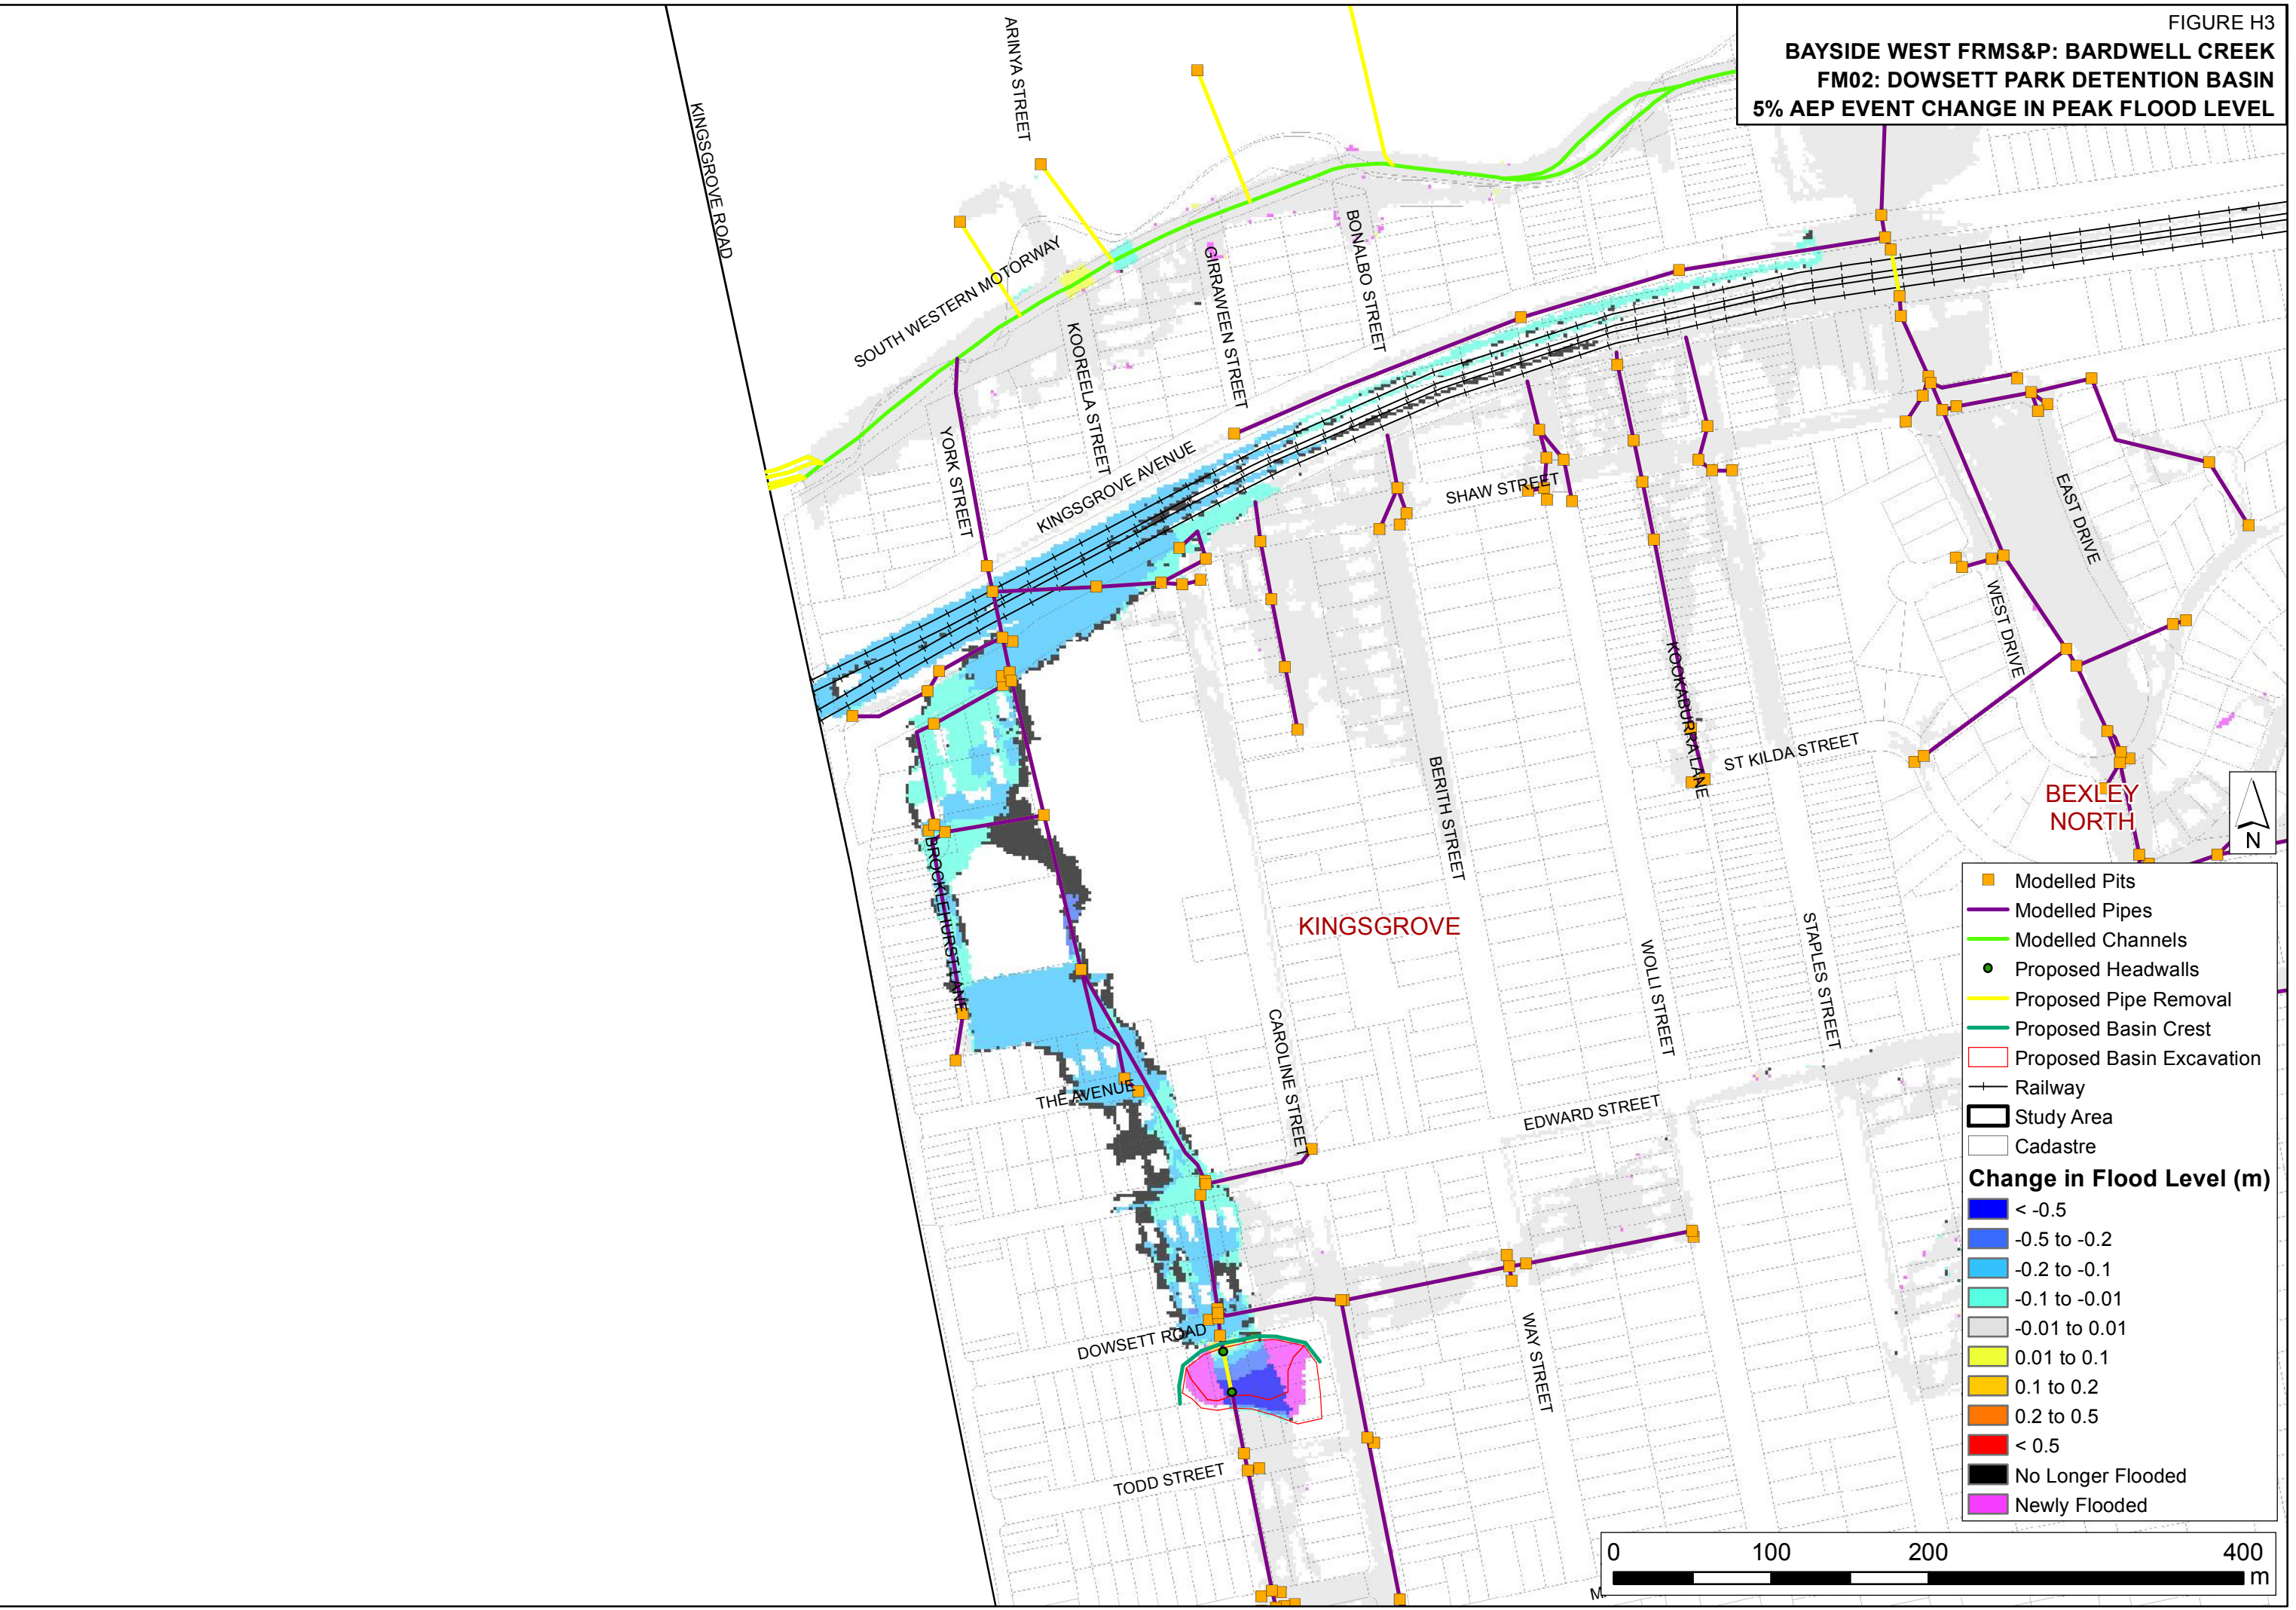 FIGURE H3
BAYSIDE WEST FRMS&P: BARDWELL CREEK
FM02: DOWSETT PARK DETENTION BASIN
5% AEP EVENT CHANGE IN PEAK FLOOD LEVEL
ARINYA STREET
KINGSGROVE ROAD
SOUTH WESTERN MOTORWAY
KOOREELA STREET
GIRRAWEEN STREET
BONALBO STREET
YORK STREET
KINGSGROVE AVENUE
SHAW STREET
EAST DRIVE
WEST DRIVE
KOOKABURRA LANE
ST KILDA STREET
BERITH STREET
BEXLEY
NORTH
N
BROCKLEHURST LANE
KINGSGROVE
WOLLI STREET
STAPLES STREET
CAROLINE STREET
THE AVENUE
EDWARD STREET
DOWSETT ROAD
WAY STREET
TODD STREET
Modelled Pits
Modelled Pipes
Modelled Channels
Proposed Headwalls
Proposed Pipe Removal
Proposed Basin Crest
Proposed Basin Excavation
Railway
Study Area
Cadastre
Change in Flood Level (m)
< -0.5
-0.5 to -0.2
-0.2 to -0.1
-0.1 to -0.01
-0.01 to 0.01
0.01 to 0.1
0.1 to 0.2
0.2 to 0.5
< 0.5
No Longer Flooded
Newly Flooded
0 100 200 400
m